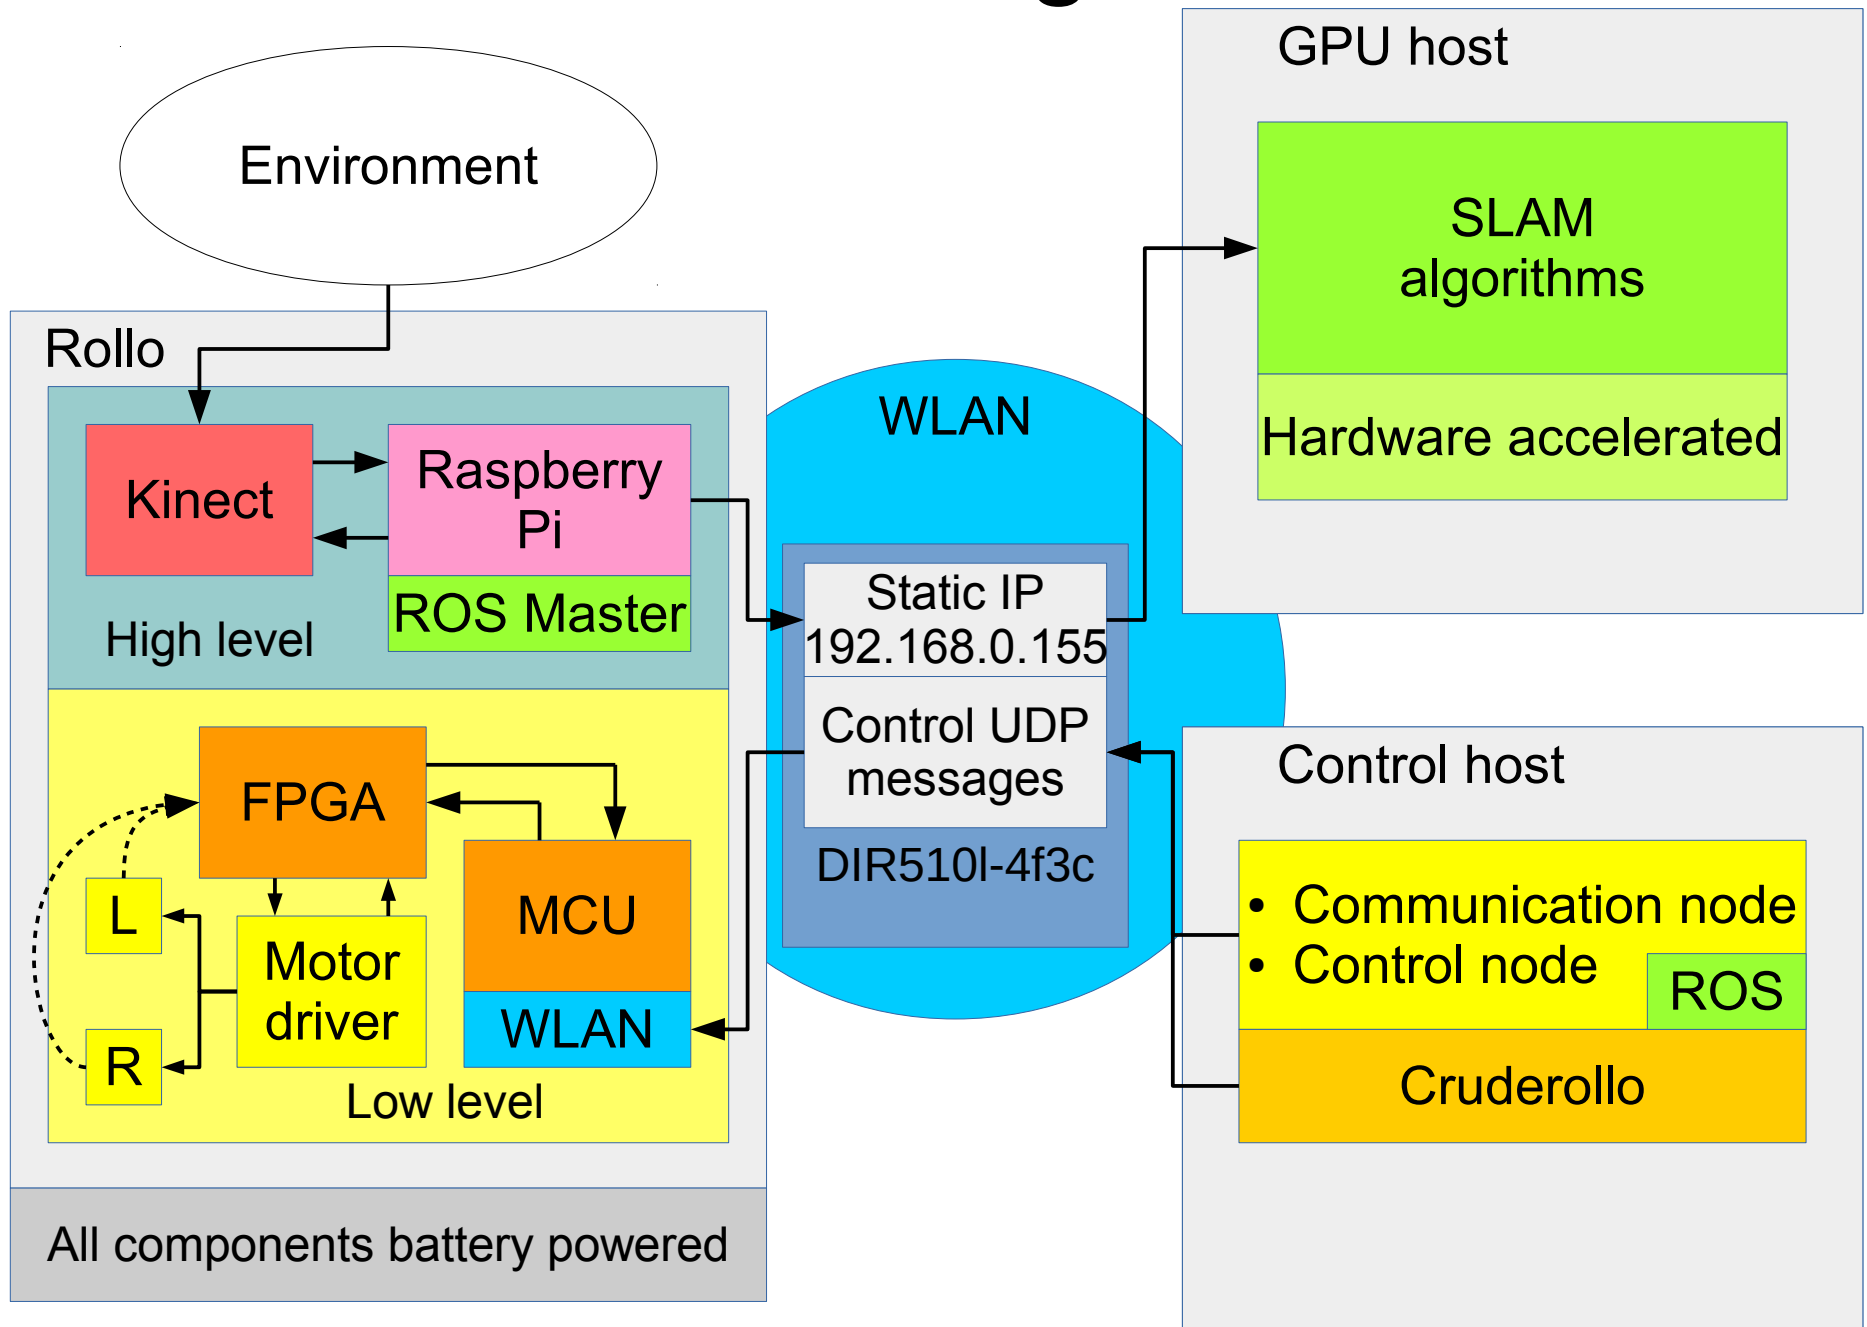 Environment
Rollo
Kinect
Raspberry
Pi
ROS Master
High level
FPGA
L
R
Motor
driver
MCU
WLAN
Low level
All components battery powered
WLAN
Static IP
192.168.0.155
Control UDP
messages
DIR510l-4f3c
GPU host
SLAM
algorithms
Hardware accelerated
Control host
• Communication node
• Control node
ROS
Cruderollo